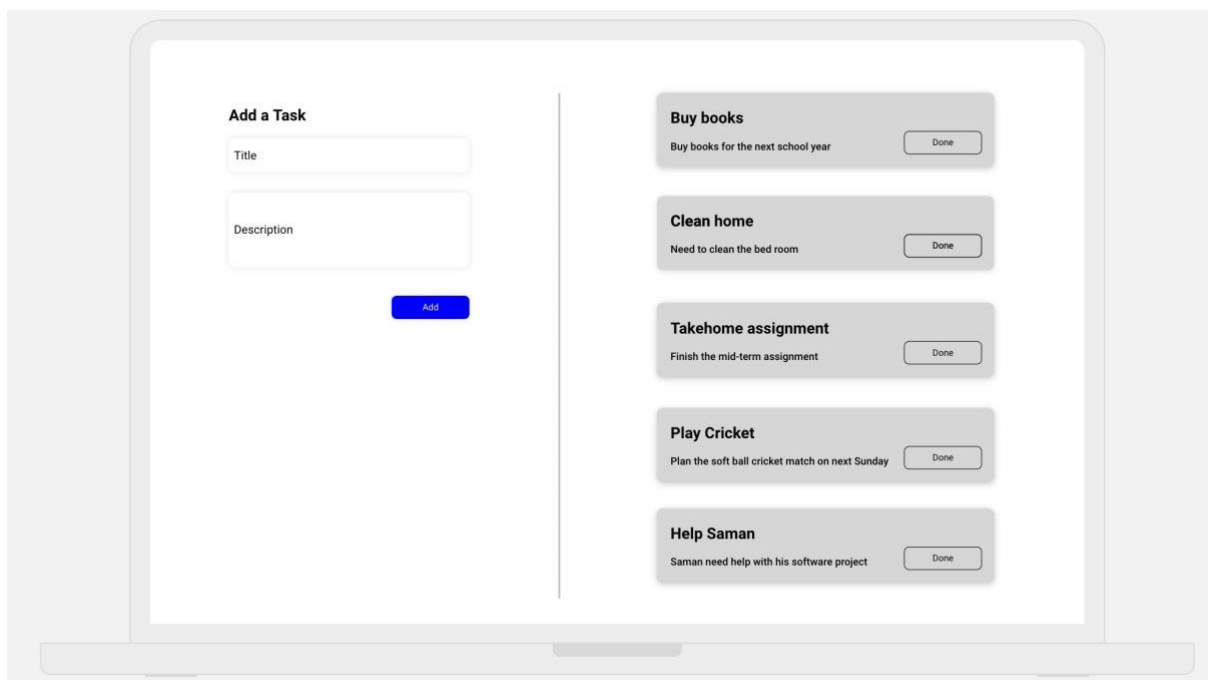 Add a Task
Title
Description
Add
Buy books
Buy books for the next school year
Done
Clean home
Need to clean the bed room
Done
Takehome assignment
Finish the mid-term assignment
Done
Play Cricket
Plan the soft ball cricket match on next Sunday
Done
Help Saman
Saman need help with his software project
Done